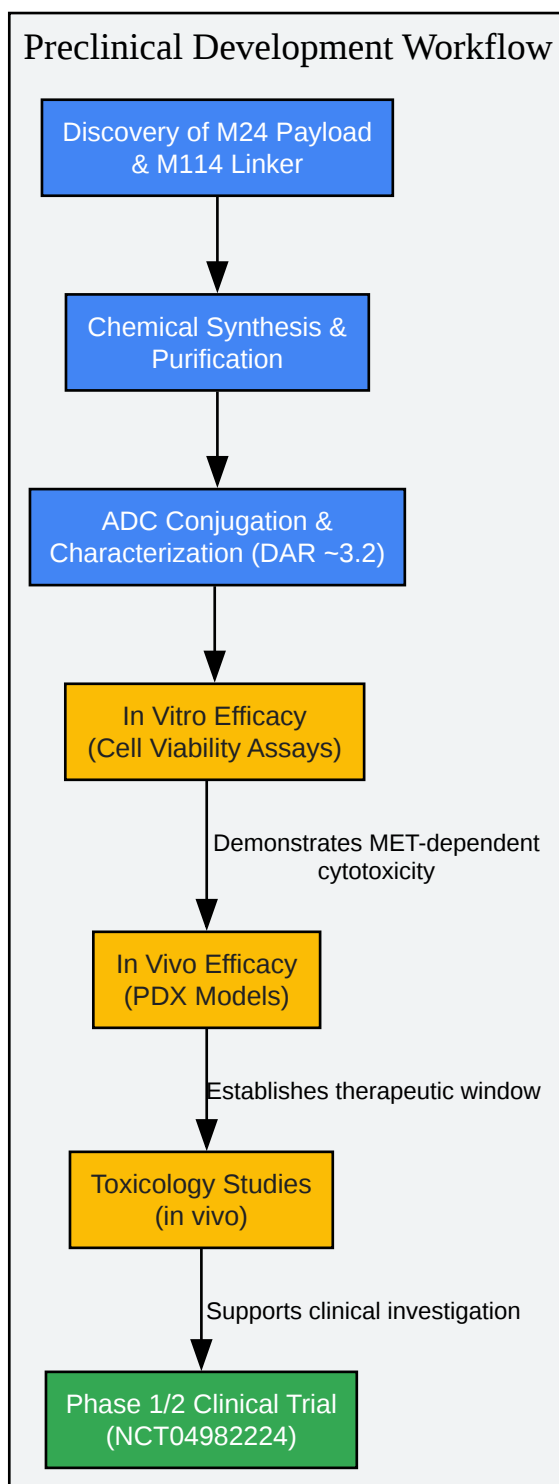 Preclinical Development Workflow
Discovery of M24 Payload
& M114 Linker
Chemical Synthesis &
Purification
ADC Conjugation &
Characterization (DAR ~3.2)
In Vitro Efficacy
(Cell Viability Assays)
Demonstrates MET-dependent
cytotoxicity
In Vivo Efficacy
(PDX Models)
Establishes therapeutic window
Toxicology Studies
(in vivo)
Supports clinical investigation
Phase 1/2 Clinical Trial
(NCT04982224)